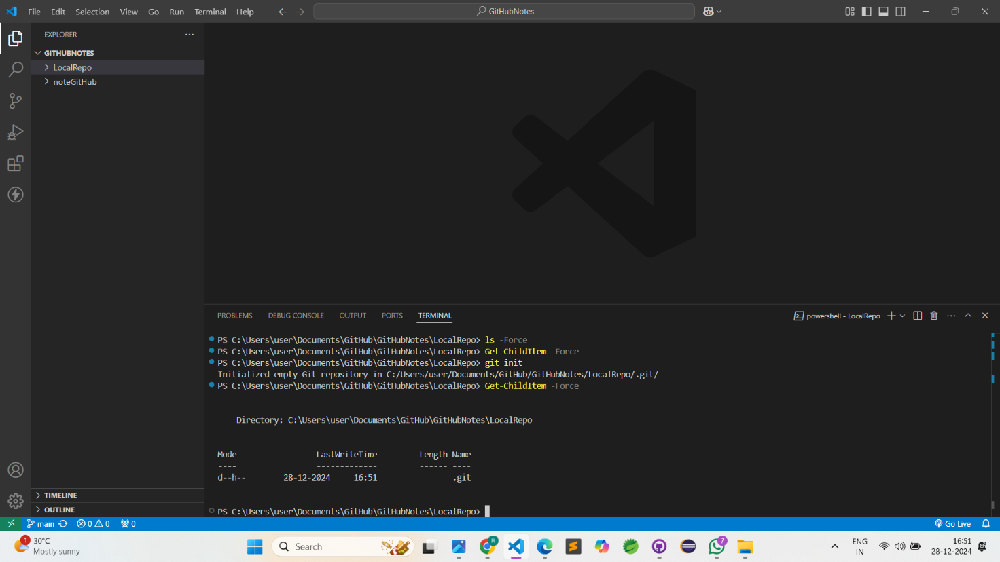 File Edit Selection View Go Run Terminal Help
GitHubNotes
EXPLORER
GITHUBNOTES
LocalRepo
noteGitHub
PROBLEMS DEBUG CONSOLE OUTPUT PORTS TERMINAL
powershell - LocalRepo
PS C:\Users\user\Documents\GitHub\GitHubNotes\LocalRepo> ls -Force
PS C:\Users\user\Documents\GitHub\GitHubNotes\LocalRepo> Get-ChildItem -Force
PS C:\Users\user\Documents\GitHub\GitHubNotes\LocalRepo> git init
Initialized empty Git repository in C:/Users/user/Documents/GitHub/GitHubNotes/LocalRepo/.git/
PS C:\Users\user\Documents\GitHub\GitHubNotes\LocalRepo> Get-ChildItem -Force
Directory: C:\Users\user\Documents\GitHub\GitHubNotes\LocalRepo
Mode LastWriteTime Length Name
---- ------------- ------ ----
d--h-- 28-12-2024 16:51 .git
PS C:\Users\user\Documents\GitHub\GitHubNotes\LocalRepo>
TIMELINE
OUTLINE
main 0 0 0 Go Live
1
30°C
Mostly sunny
Search
R
7
ENG
IN
16:51
28-12-2024